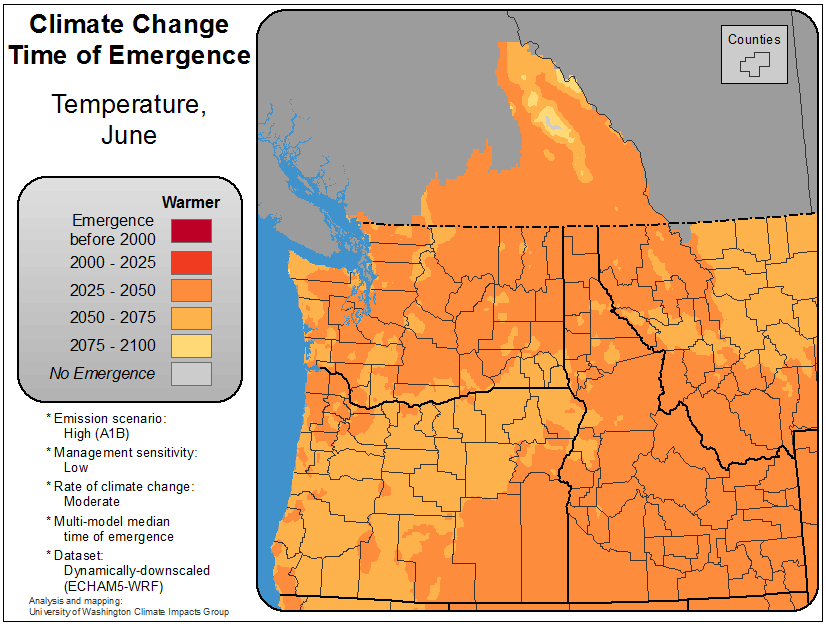 Climate Change
Time of Emergence
Temperature,
June
Warmer
Emergence
before 2000
2000 - 2025
2025 - 2050
2050 - 2075
2075 - 2100
No Emergence
* Emission scenario:
High (A1B)
* Management sensitivity:
Low
* Rate of climate change:
Moderate
* Multi-model median
time of emergence
* Dataset:
Dynamically-downscaled
(ECHAM5-WRF)
Analysis and mapping:
University of Washington Climate Impacts Group
Counties